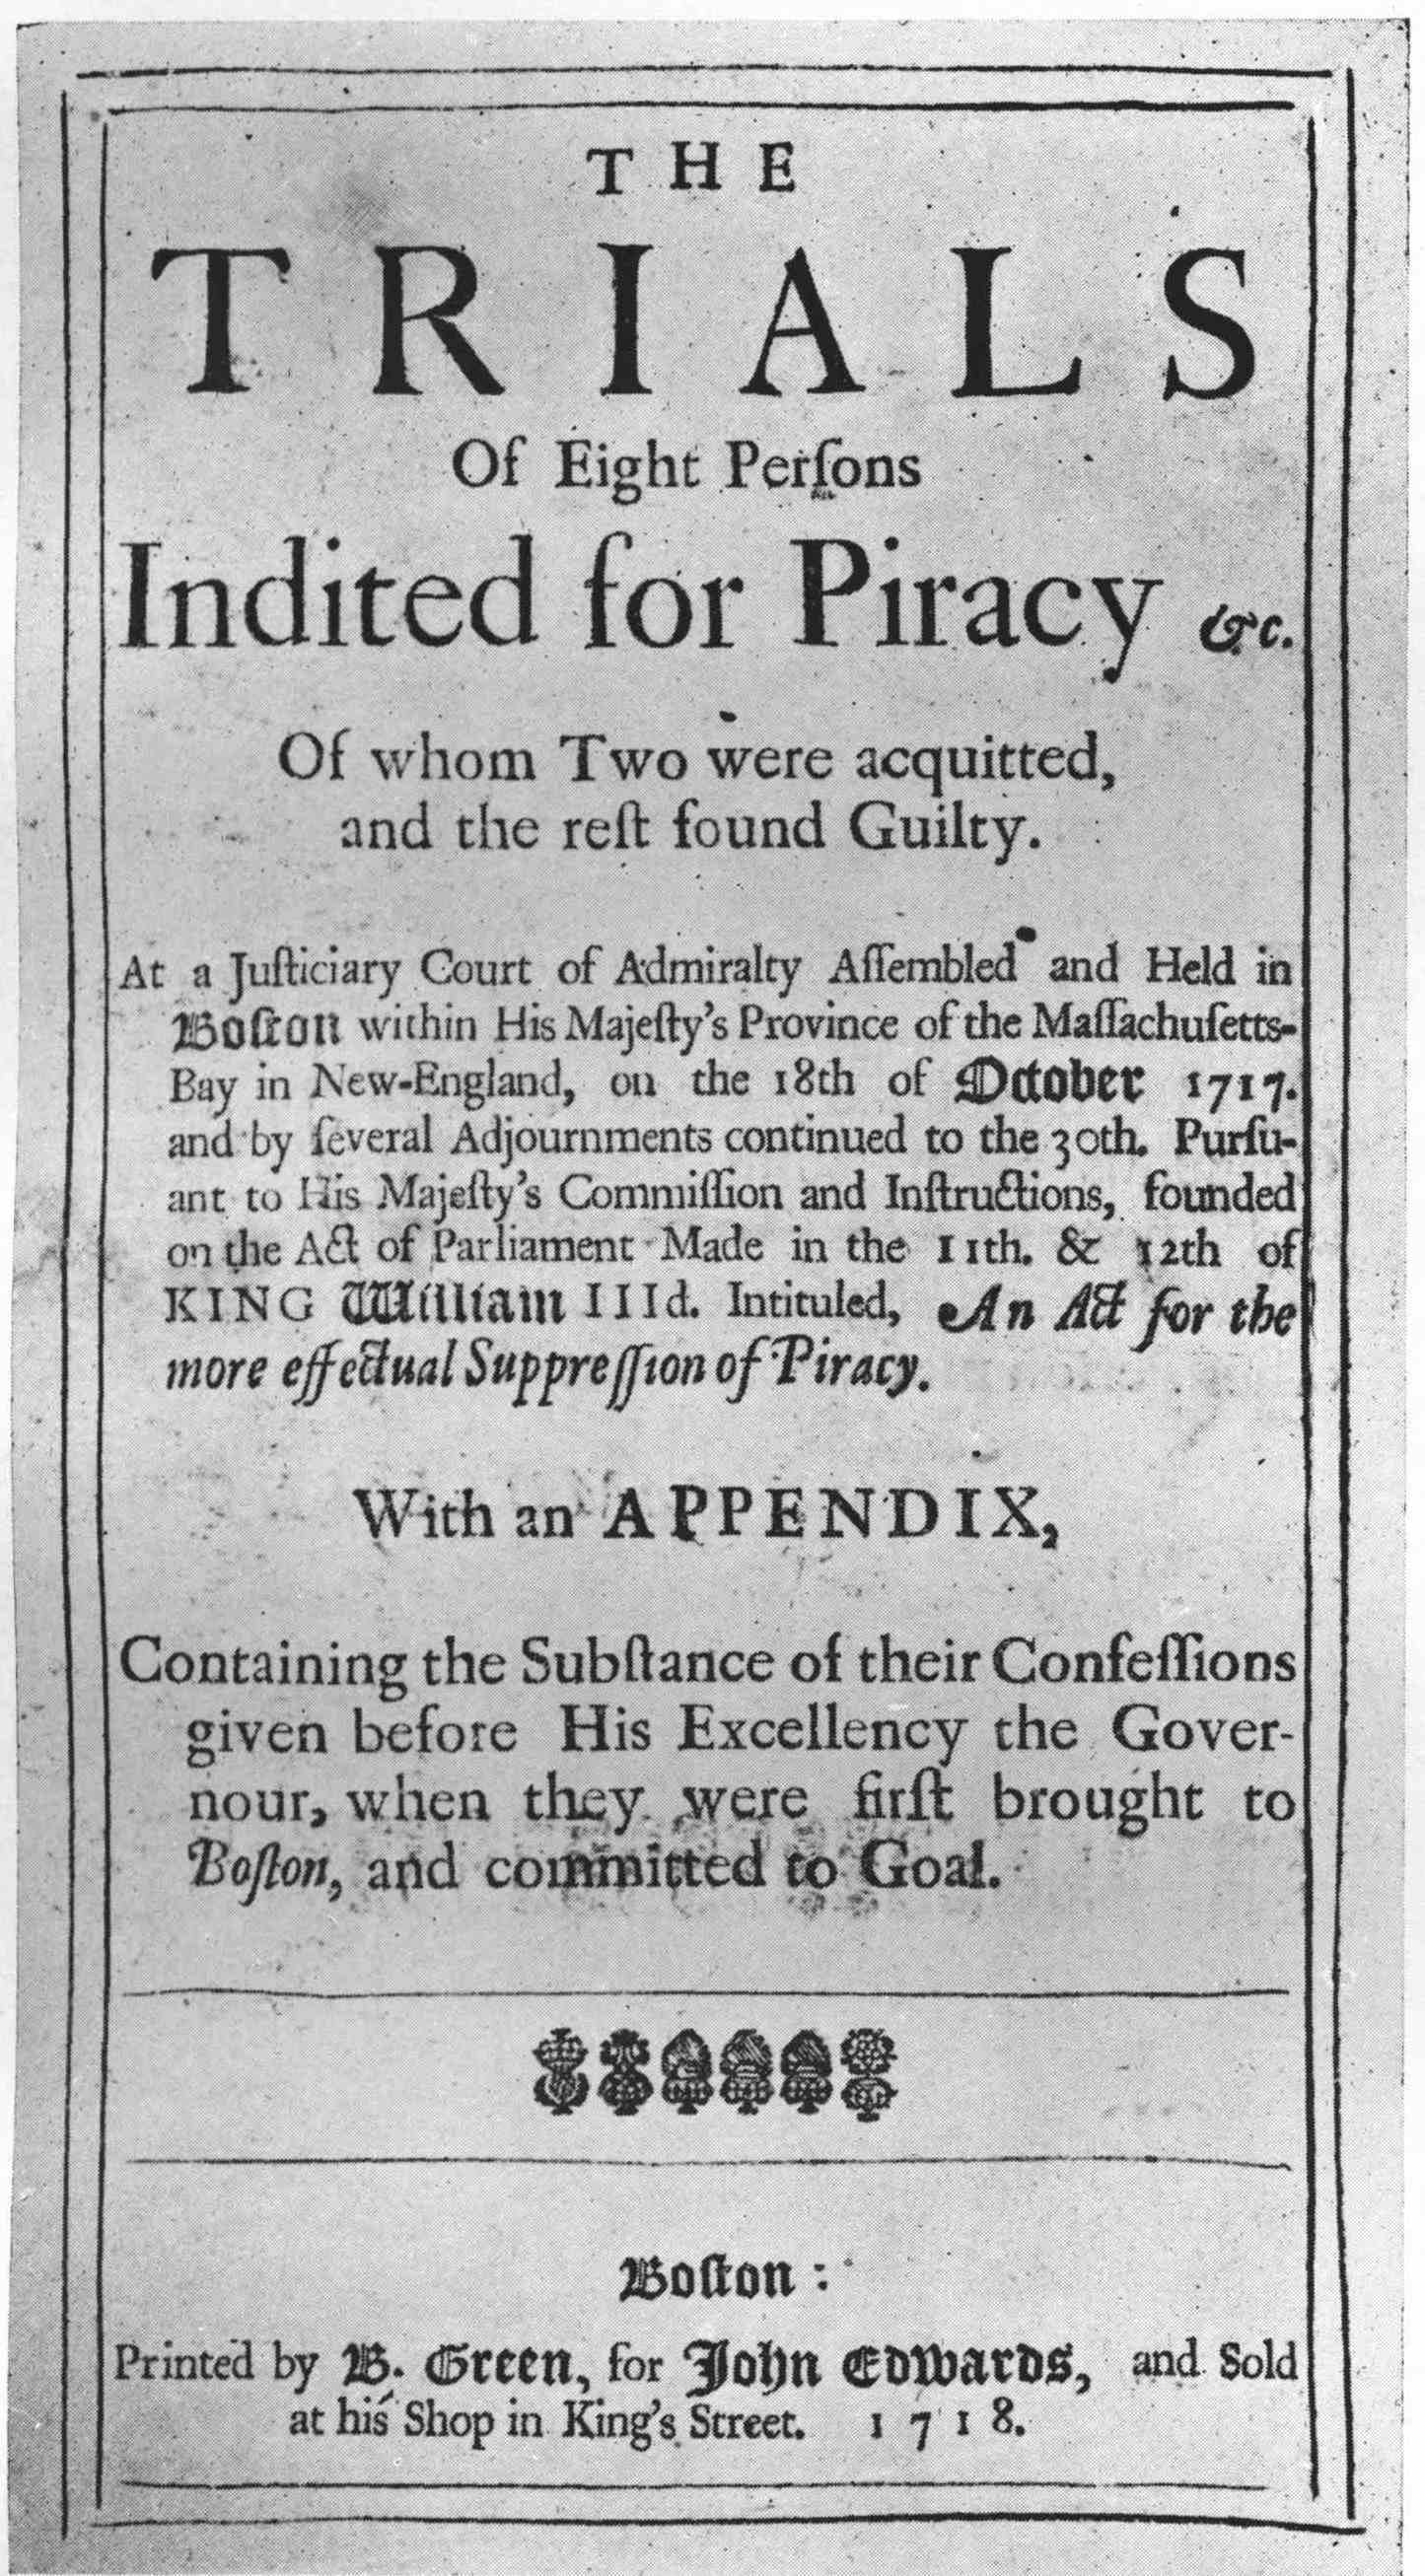 THE
TRIALS
Of Eight Perſons
Indited for Piracy &c.
Of whom Two were acquitted,
and the reſt found Guilty.
At a Juſticiary Court of Admiralty Aſſembled and Held in
Boſton within His Majeſty's Province of the Maſſachuſetts-
Bay in New-England, on the 18th of October 1717.
and by ſeveral Adjournments continued to the 30th. Purſu-
ant to His Majeſty's Commiſſion and Inſtructions, founded
on the Act of Parliament Made in the 11th. & 12th of
KING William IIId. Intituled, An Act for the
more effectual Suppreſſion of Piracy.
With an APPENDIX,
Containing the Subſtance of their Confeſſions
given before His Excellency the Gover-
nour, when they were firſt brought to
Boſton, and committed to Goal.
Boſton:
Printed by B. Green, for John Edwards, and Sold
at his Shop in King's Street. 1718.